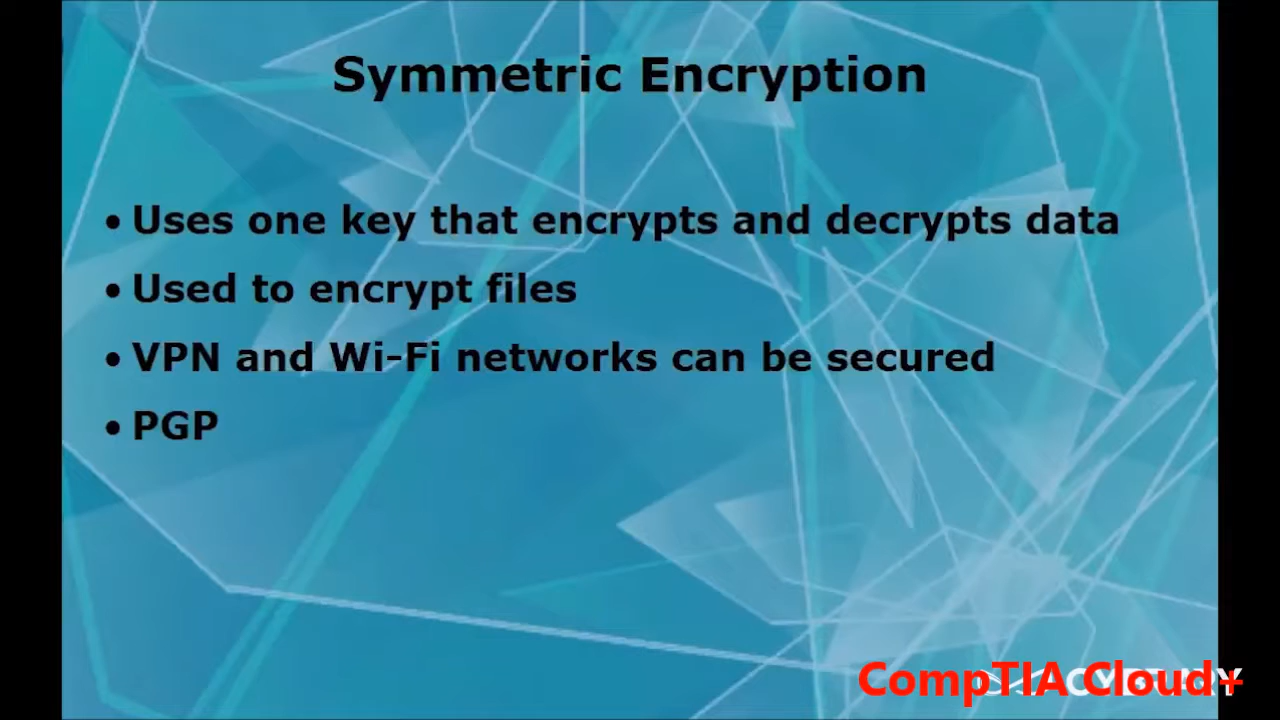 Symmetric Encryption
• Uses one key that encrypts and decrypts data
• Used to encrypt files
• VPN and Wi-Fi networks can be secured
• PGP
CompTIA Cloud+